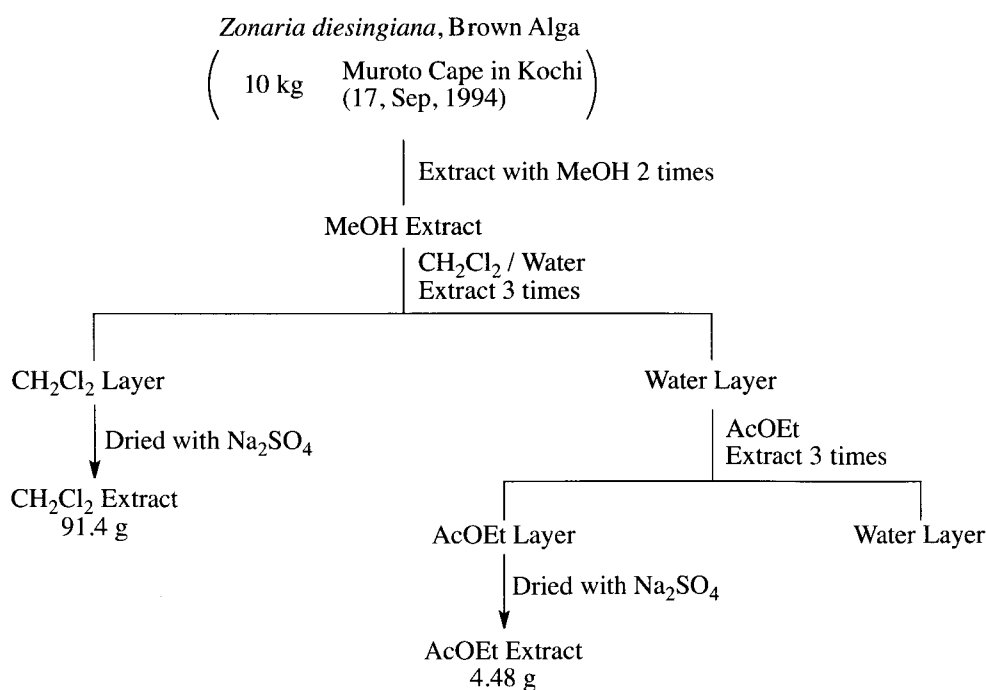 Zonaria diesingiana, Brown Alga
10 kg Muroto Cape in Kochi
(17, Sep, 1994)
Extract with MeOH 2 times
MeOH Extract
CH₂Cl₂ / Water
Extract 3 times
CH₂Cl₂ Layer
Water Layer
Dried with Na₂SO₄
AcOEt
Extract 3 times
CH₂Cl₂ Extract
91.4 g
AcOEt Layer
Water Layer
Dried with Na₂SO₄
AcOEt Extract
4.48 g